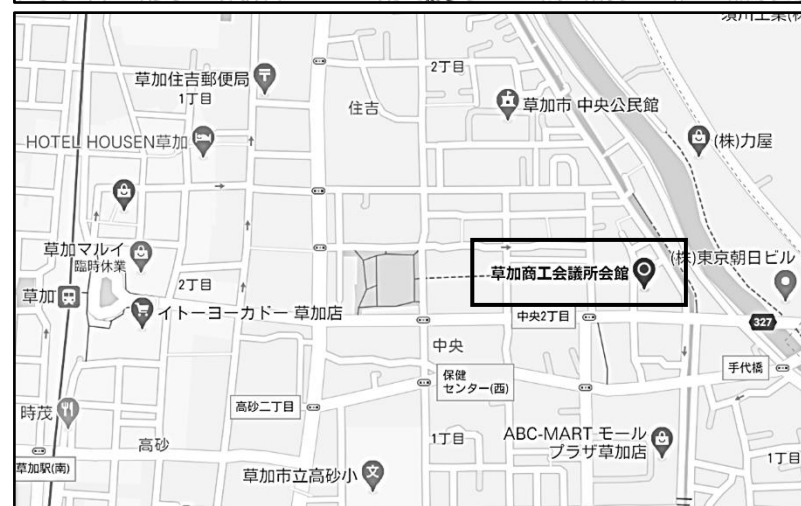 須川工業(株)
2丁目
草加住吉郵便局
1丁目
住吉
草加市 中央公民館
HOTEL HOUSEN草加
(株)力屋
草加マルイ
臨時休業
草加商工会議所会館
(株)東京朝日ビル
草加
2丁目
イトーヨーカドー 草加店
中央2丁目
327
中央
保健
センター(西)
手代橋
高砂二丁目
時茂
高砂
1丁目
ABC-MART モール
プラザ草加店
草加駅(南)
草加市立高砂小
文
1丁目